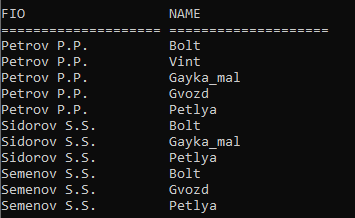 FIO NAME
==================== ====================
Petrov P.P. Bolt
Petrov P.P. Vint
Petrov P.P. Gayka_mal
Petrov P.P. Gvozd
Petrov P.P. Petlya
Sidorov S.S. Bolt
Sidorov S.S. Gayka_mal
Sidorov S.S. Petlya
Semenov S.S. Bolt
Semenov S.S. Gvozd
Semenov S.S. Petlya